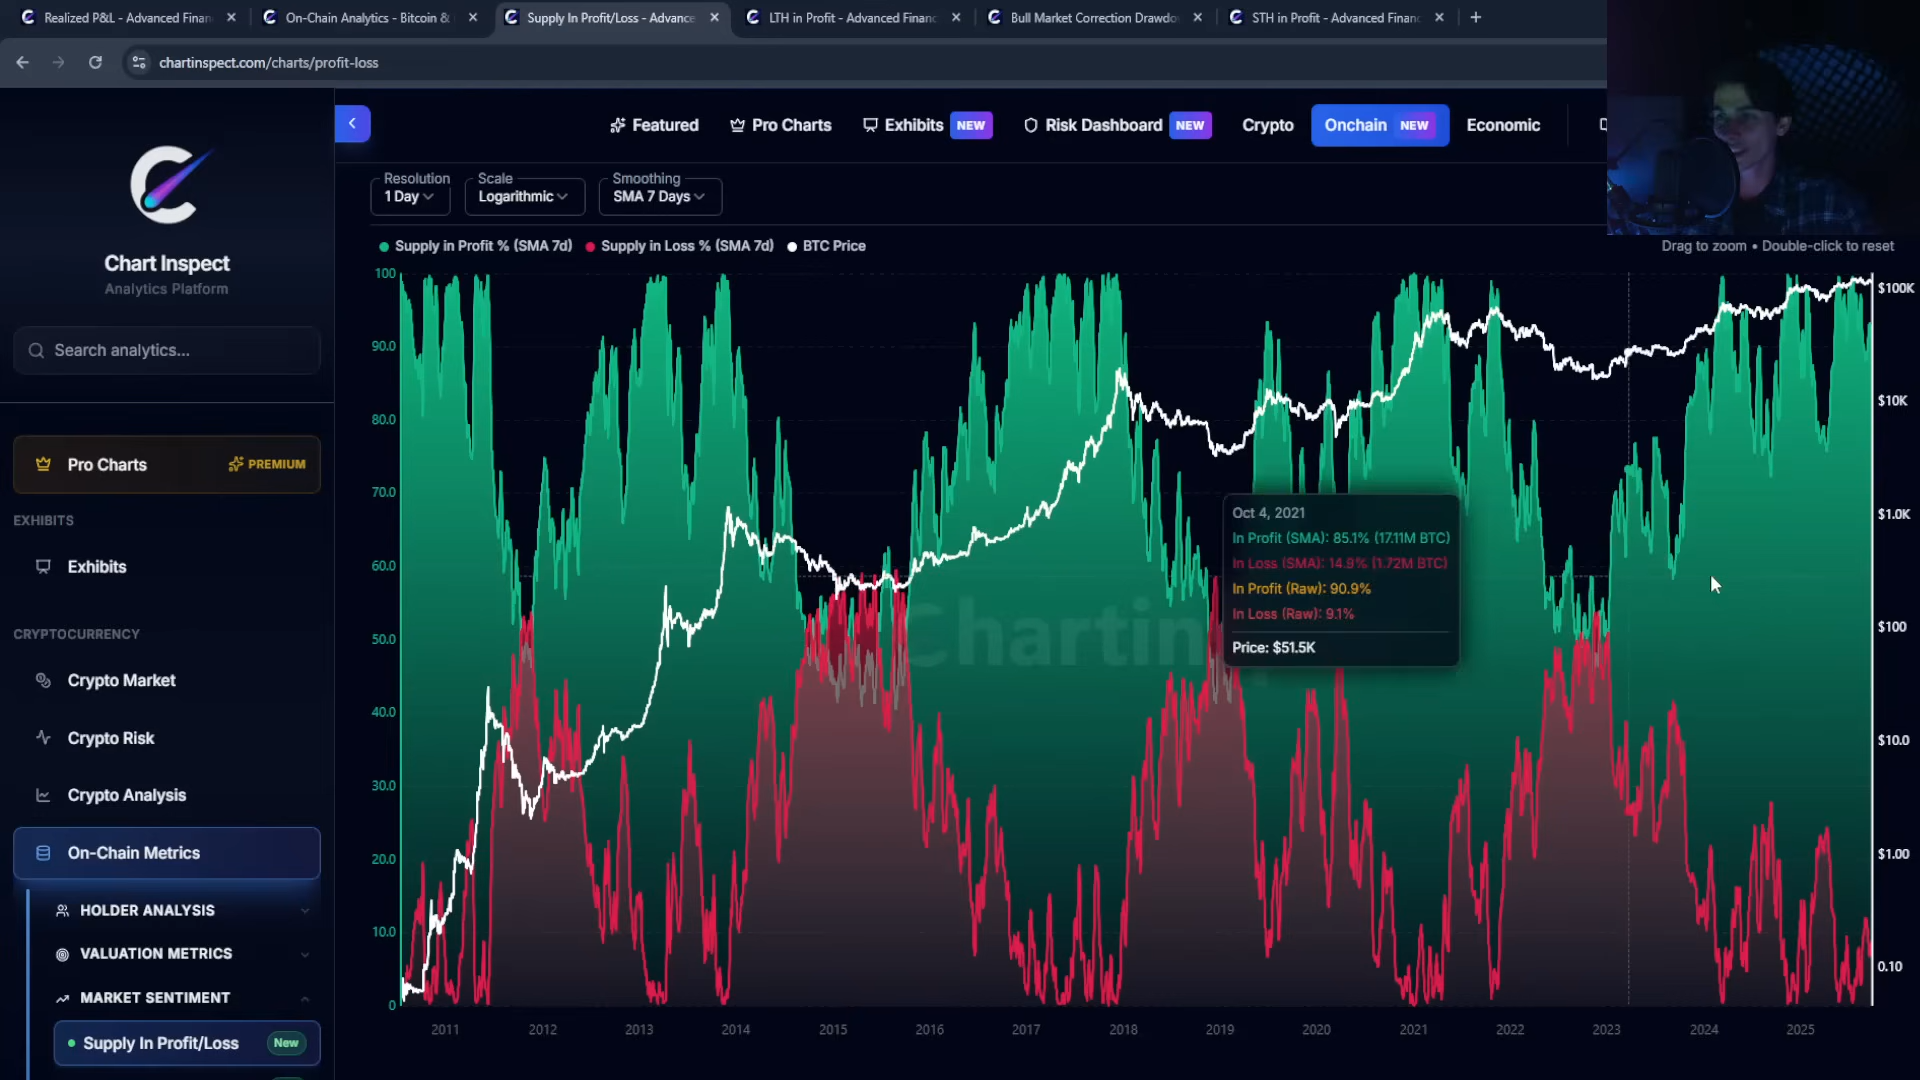 Realized P&L - Advanced Finan
On-Chain Analytics - Bitcoin &
Supply In Profit/Loss - Advance
LTH in Profit - Advanced Financ
Bull Market Correction Drawdo
STH in Profit - Advanced Financ
chartinspect.com/charts/profit-loss
Chart Inspect
Analytics Platform
Search analytics...
Pro Charts PREMIUM
EXHIBITS
Exhibits
CRYPTOCURRENCY
Crypto Market
Crypto Risk
Crypto Analysis
On-Chain Metrics
HOLDER ANALYSIS
VALUATION METRICS
MARKET SENTIMENT
Supply In Profit/Loss New
Featured Pro Charts Exhibits NEW Risk Dashboard NEW Crypto Onchain NEW Economic
Resolution Scale Smoothing
1 Day Logarithmic SMA 7 Days
Supply in Profit % (SMA 7d) Supply in Loss % (SMA 7d) BTC Price
Drag to zoom • Double-click to reset
100
90.0
80.0
70.0
60.0
50.0
40.0
30.0
20.0
10.0
0
$100K
$10K
$1.0K
$100
$10.0
$1.00
0.10
Chartin
Oct 4, 2021
In Profit (SMA): 85.1% (17.11M BTC)
In Loss (SMA): 14.9% (1.72M BTC)
In Profit (Raw): 90.9%
In Loss (Raw): 9.1%
Price: $51.5K
2011 2012 2013 2014 2015 2016 2017 2018 2019 2020 2021 2022 2023 2024 2025